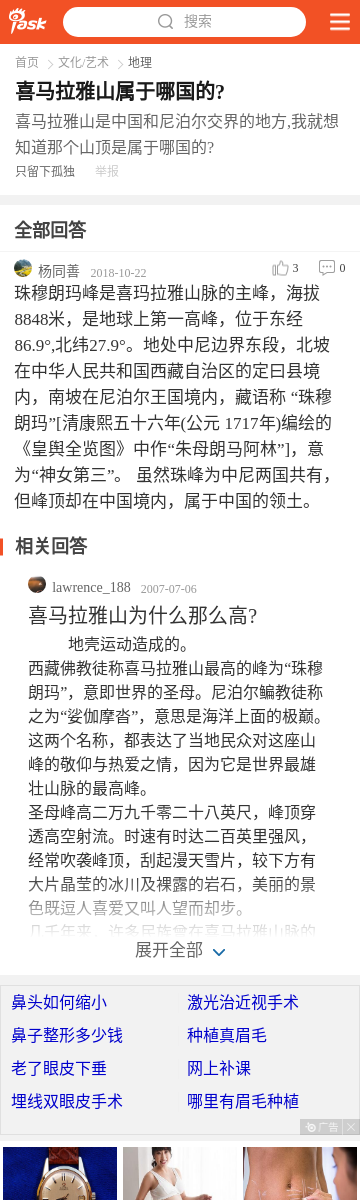 iask
搜索
首页 > 文化/艺术 > 地理
喜马拉雅山属于哪国的?
喜马拉雅山是中国和尼泊尔交界的地方,我就想
知道那个山顶是属于哪国的?
只留下孤独 举报
全部回答
杨同善 2018-10-22 3 0
珠穆朗玛峰是喜玛拉雅山脉的主峰，海拔
8848米，是地球上第一高峰，位于东经
86.9°,北纬27.9°。地处中尼边界东段，北坡
在中华人民共和国西藏自治区的定曰县境
内，南坡在尼泊尔王国境内，藏语称 “珠穆
朗玛”[清康熙五十六年(公元 1717年)编绘的
《皇舆全览图》中作“朱母朗马阿林”]，意
为“神女第三”。 虽然珠峰为中尼两国共有，
但峰顶却在中国境内，属于中国的领土。
相关回答
lawrence_188 2007-07-06
喜马拉雅山为什么那么高?
地壳运动造成的。
西藏佛教徒称喜马拉雅山最高的峰为“珠穆
朗玛”，意即世界的圣母。尼泊尔鳊教徒称
之为“娑伽摩沓”，意思是海洋上面的极巅。
这两个名称，都表达了当地民众对这座山
峰的敬仰与热爱之情，因为它是世界最雄
壮山脉的最高峰。
圣母峰高二万九千零二十八英尺，峰顶穿
透高空射流。时速有时达二百英里强风，
经常吹袭峰顶，刮起漫天雪片，较下方有
大片晶莹的冰川及裸露的岩石，美丽的景
色既逗人喜爱又叫人望而却步。
几千年来，许多民族曾在喜马拉雅山脉的
展开全部
鼻头如何缩小 激光治近视手术
鼻子整形多少钱 种植真眉毛
老了眼皮下垂 网上补课
埋线双眼皮手术 哪里有眉毛种植
广告